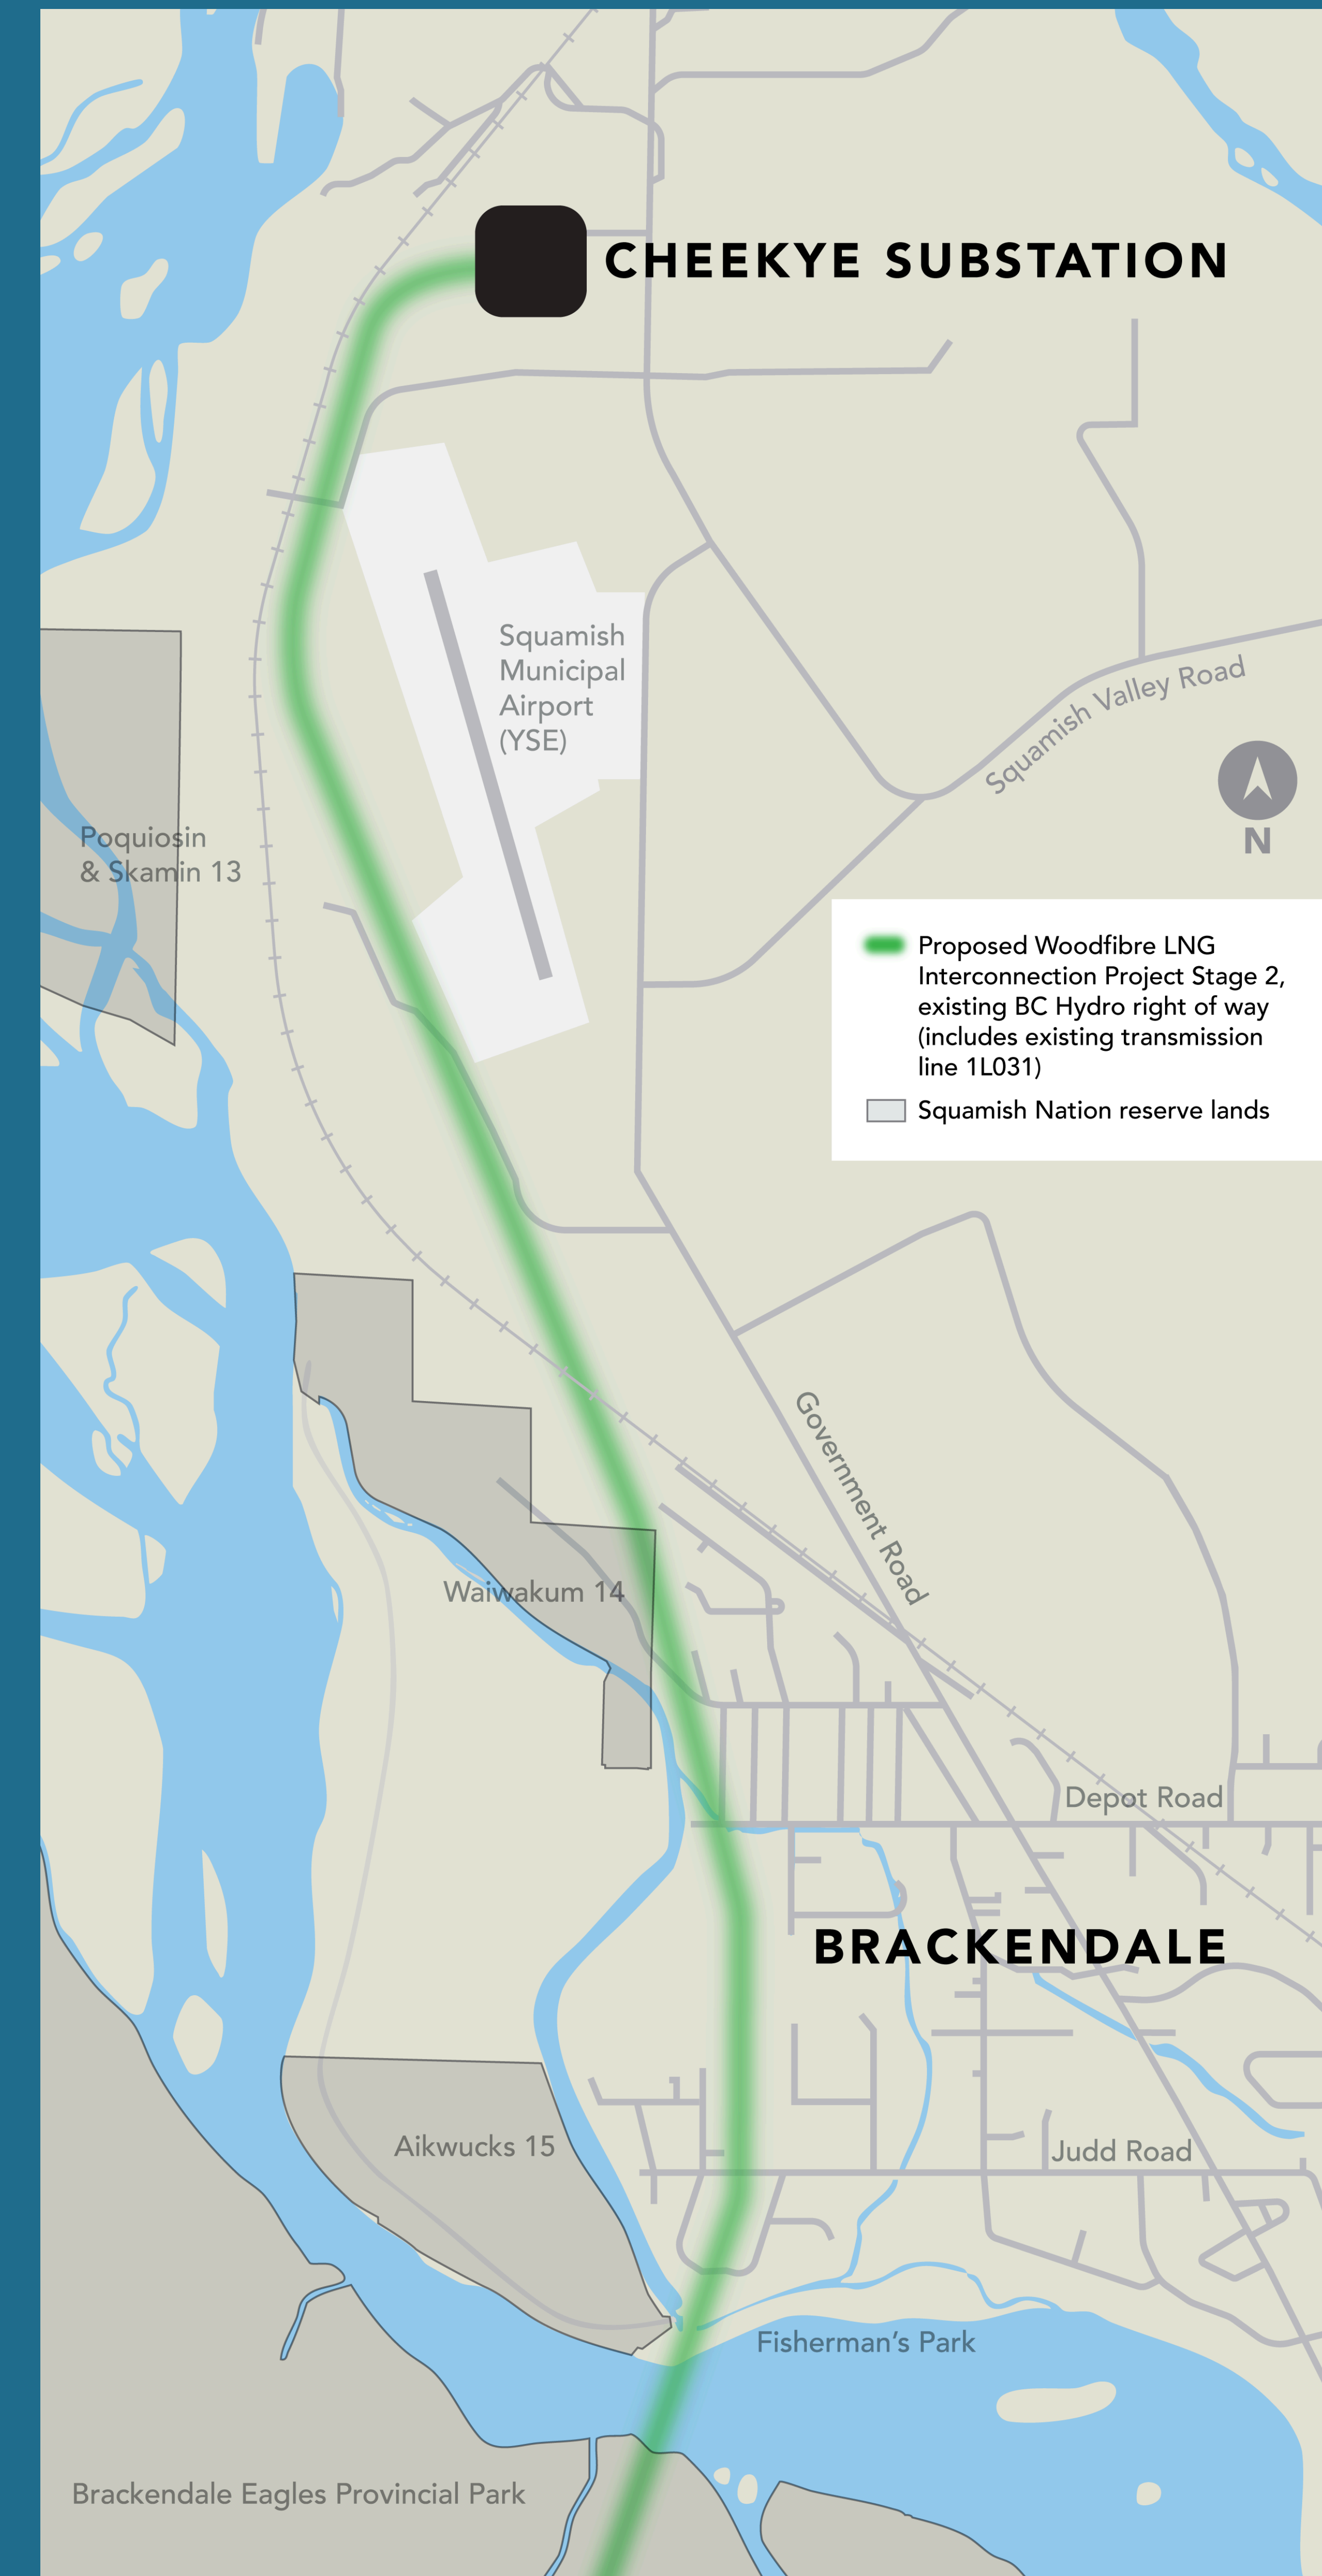 CHEEKYE SUBSTATION
Squamish
Municipal
Airport
(YSE)
Squamish Valley Road
N
Poquiosin
& Skamin 13
Proposed Woodfibre LNG
Interconnection Project Stage 2,
existing BC Hydro right of way
(includes existing transmission
line 1L031)
Squamish Nation reserve lands
Government Road
Waiwakum 14
Depot Road
BRACKENDALE
Aikwucks 15
Judd Road
Fisherman’s Park
Brackendale Eagles Provincial Park